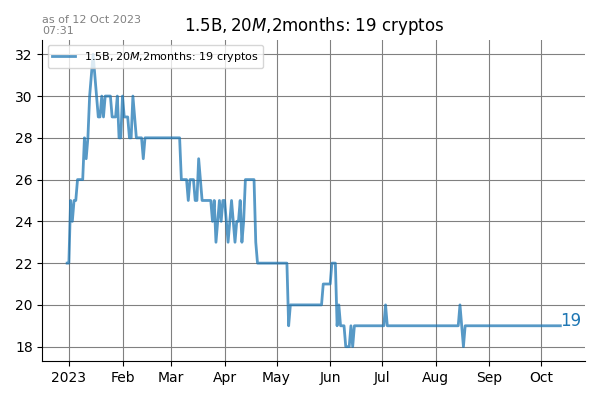 as of 12 Oct 2023
07:31
1.5B, 20M,2months: 19 cryptos
1.5B, 20M,2months: 19 cryptos
32
30
28
26
24
22
20
18
19
2023 Feb Mar Apr May Jun Jul Aug Sep Oct